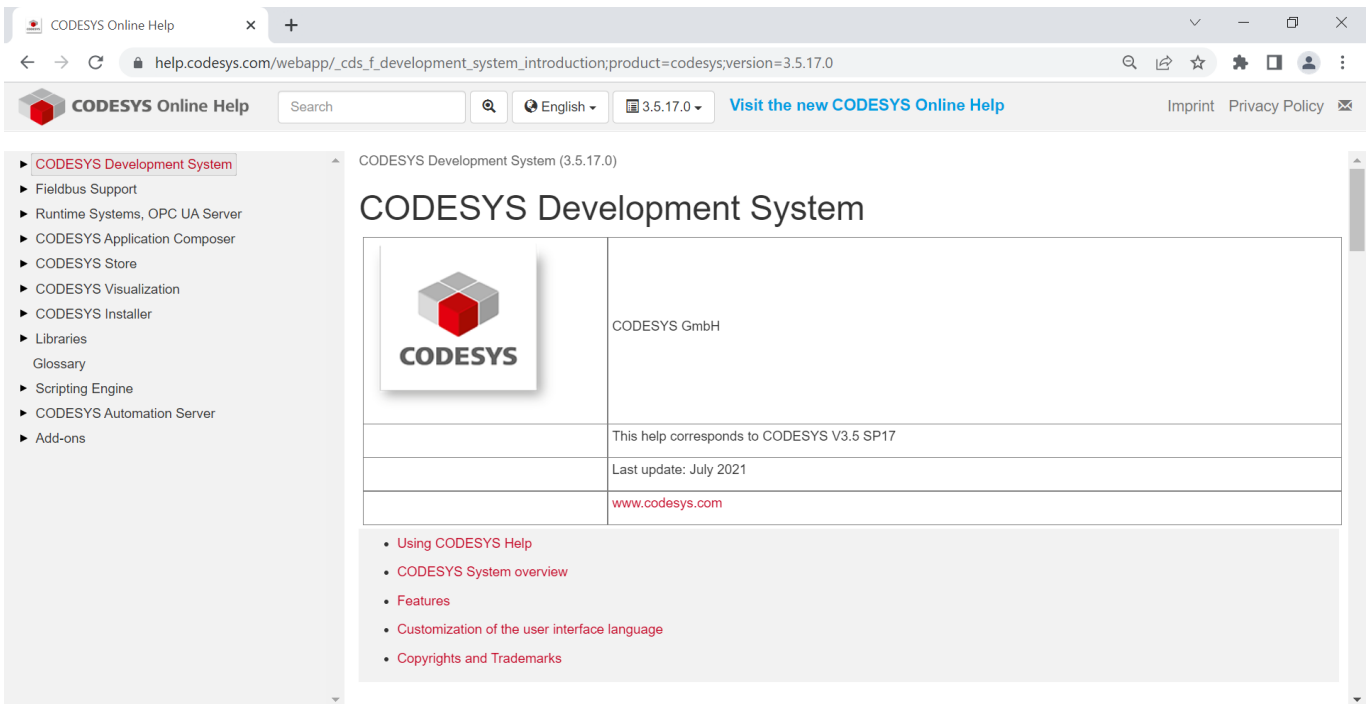 CODESYS Online Help
help.codesys.com/webapp/_cds_f_development_system_introduction;product=codesys;version=3.5.17.0
CODESYS Online Help Search English 3.5.17.0 Visit the new CODESYS Online Help Imprint Privacy Policy
CODESYS Development System
Fieldbus Support
Runtime Systems, OPC UA Server
CODESYS Application Composer
CODESYS Store
CODESYS Visualization
CODESYS Installer
Libraries
Glossary
Scripting Engine
CODESYS Automation Server
Add-ons
CODESYS Development System (3.5.17.0)
CODESYS Development System
CODESYS
CODESYS GmbH
This help corresponds to CODESYS V3.5 SP17
Last update: July 2021
www.codesys.com
Using CODESYS Help
CODESYS System overview
Features
Customization of the user interface language
Copyrights and Trademarks